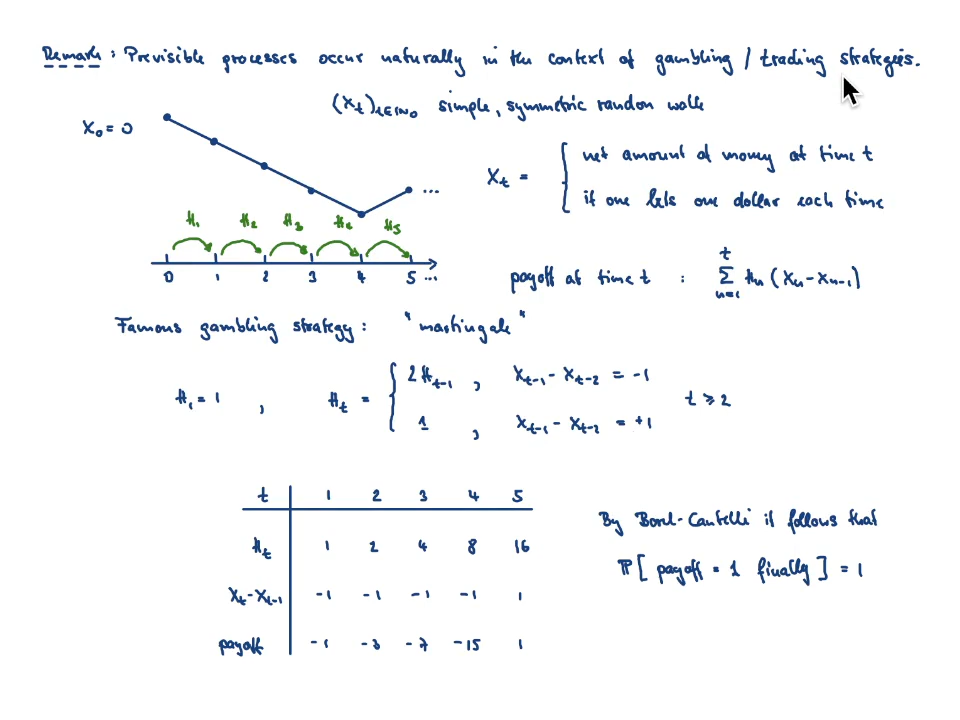 Remark: Previsible processes occur naturally in the context of gambling / trading strategies.
(X_t)_{t∈ℕ₀} simple, symmetric random walk
X₀ = 0
X_t = { net amount of money at time t
if one bets one dollar each time
H₁ H₂ H₃ H₄ H₅
...
0 1 2 3 4 5 ...
payoff at time t : ∑_{n=1}^{t} H_n (X_n - X_{n-1})
Famous gambling strategy: "martingale"
H₁ = 1 , H_t = { 2H_{t-1} , X_{t-1} - X_{t-2} = -1
1 , X_{t-1} - X_{t-2} = +1
t ≥ 2
t 1 2 3 4 5
H_t 1 2 4 8 16
X_t - X_{t-1} -1 -1 -1 -1 1
payoff -1 -3 -7 -15 1
By Borel-Cantelli it follows that
ℙ[ payoff = 1 finally ] = 1